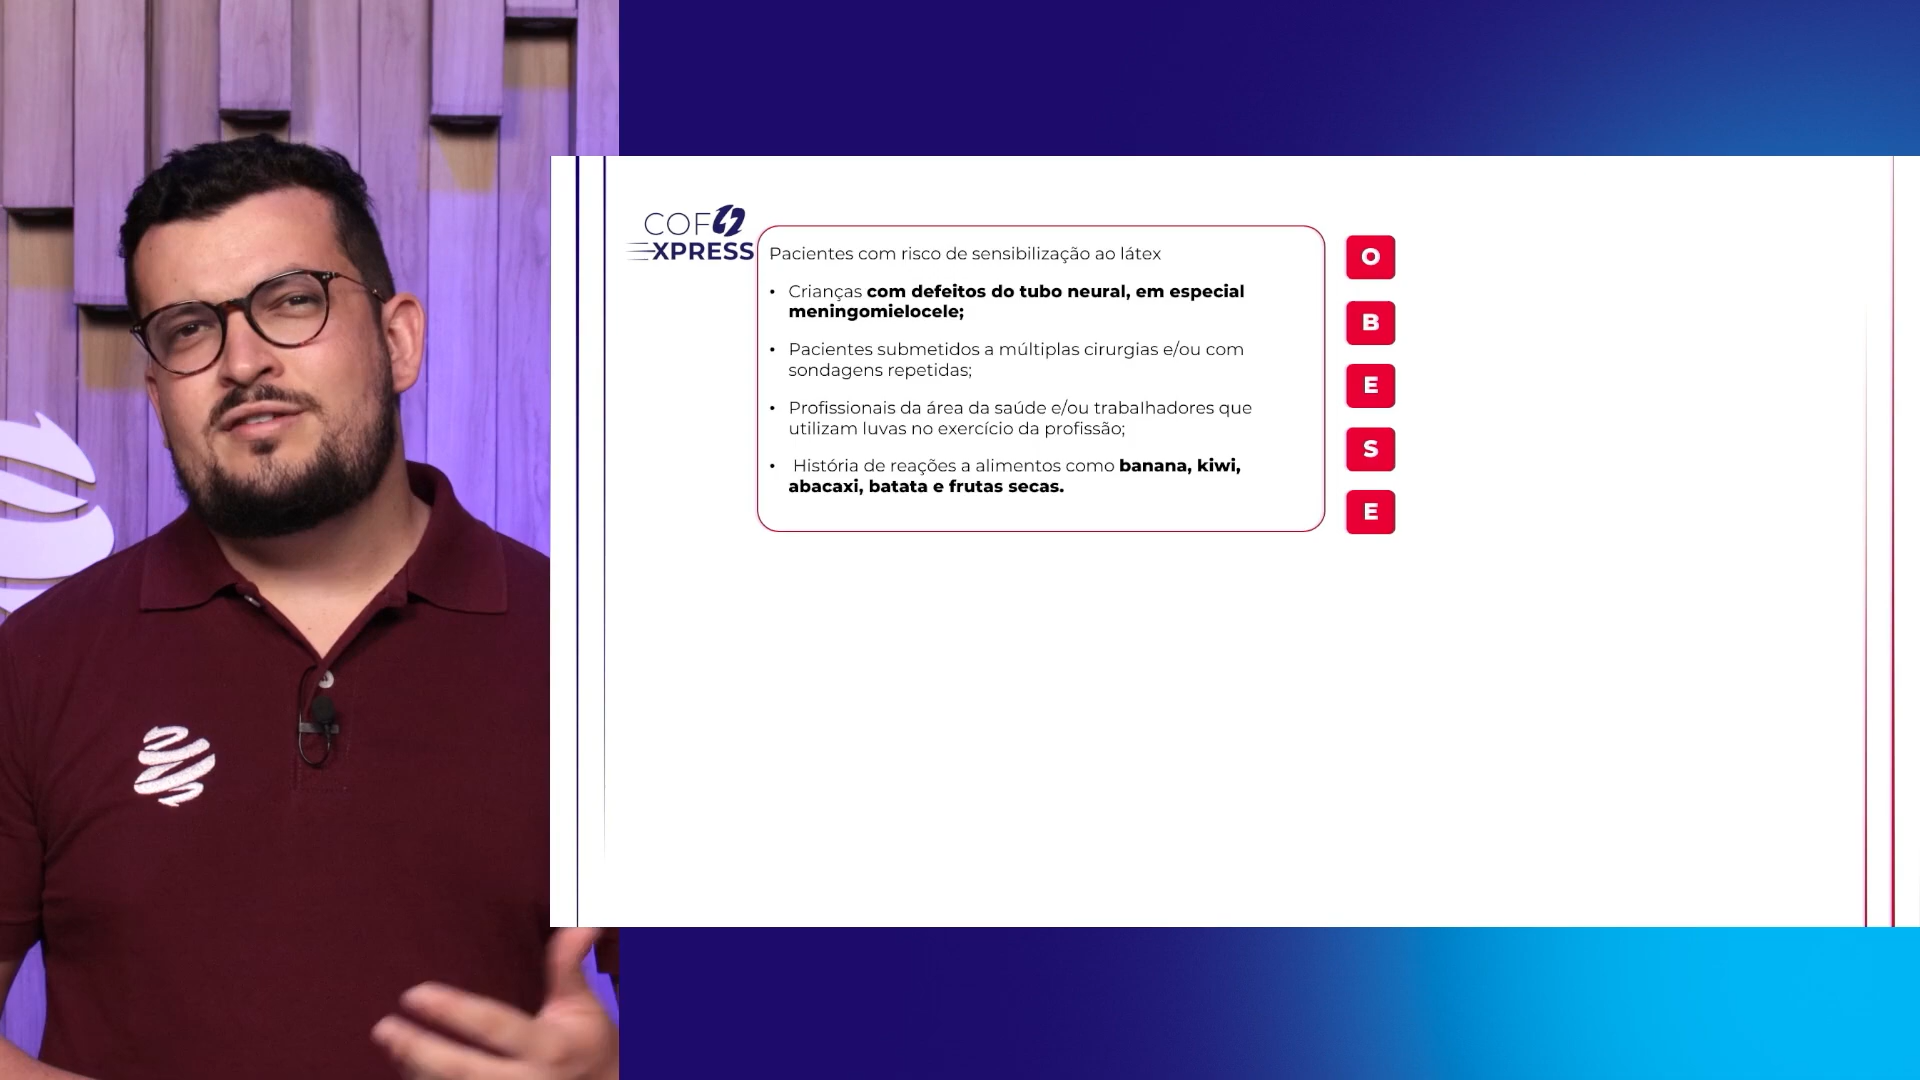 COF
XPRESS
Pacientes com risco de sensibilização ao látex
• Crianças com defeitos do tubo neural, em especial
meningomielocele;
• Pacientes submetidos a múltiplas cirurgias e/ou com
sondagens repetidas;
• Profissionais da área da saúde e/ou trabalhadores que
utilizam luvas no exercício da profissão;
• História de reações a alimentos como banana, kiwi,
abacaxi, batata e frutas secas.
O
B
E
S
E